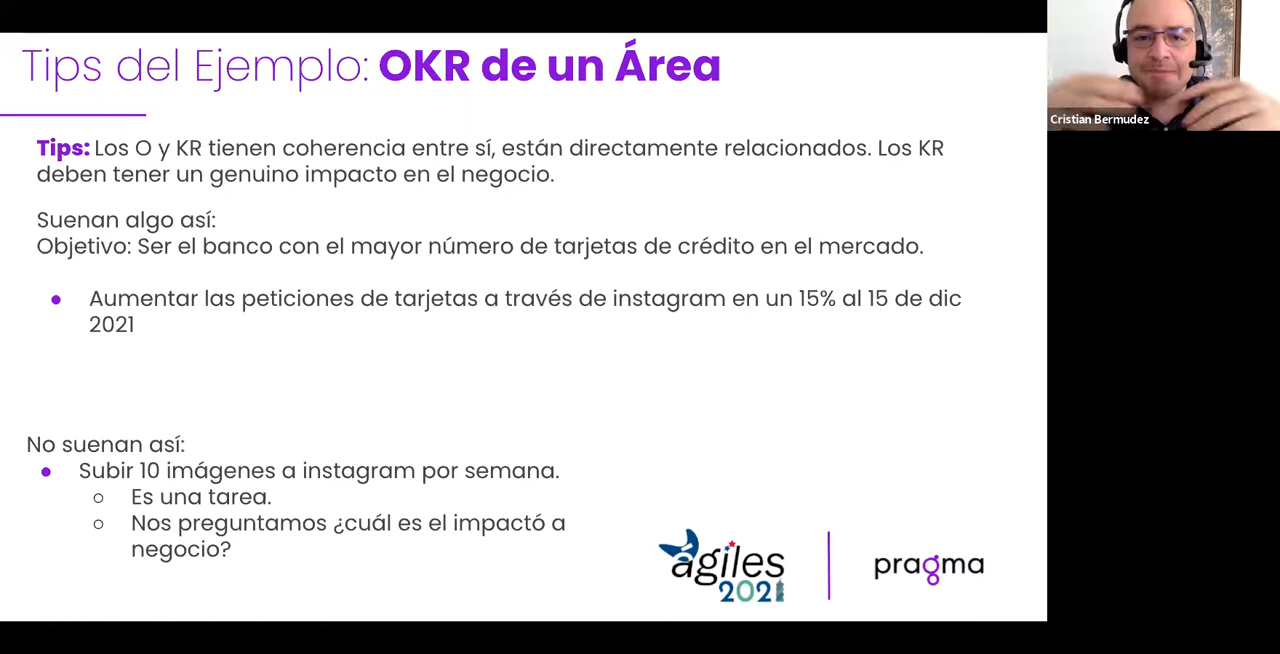 Tips del Ejemplo: OKR de un Área
Cristian Bermudez
Tips: Los O y KR tienen coherencia entre sí, están directamente relacionados. Los KR
deben tener un genuino impacto en el negocio.
Suenan algo así:
Objetivo: Ser el banco con el mayor número de tarjetas de crédito en el mercado.
● Aumentar las peticiones de tarjetas a través de instagram en un 15% al 15 de dic
2021
No suenan así:
● Subir 10 imágenes a instagram por semana.
○ Es una tarea.
○ Nos preguntamos ¿cuál es el impactó a
negocio?
agiles
2021
pragma